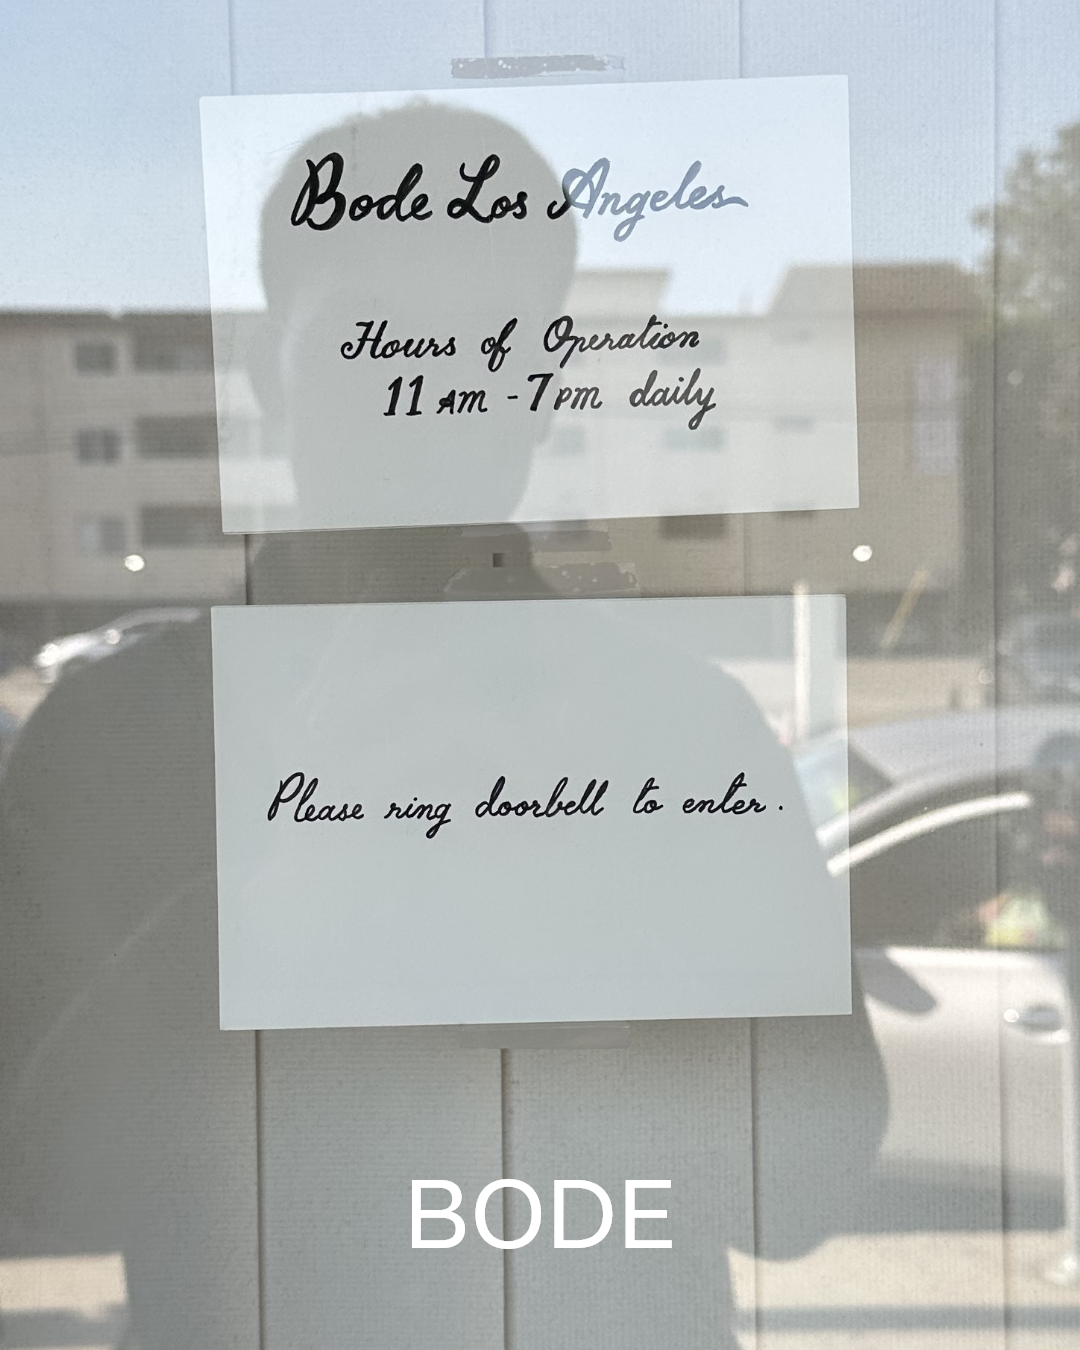 Bode Los Angeles
Hours of Operation
11 AM - 7 PM daily
Please ring doorbell to enter.
BODE